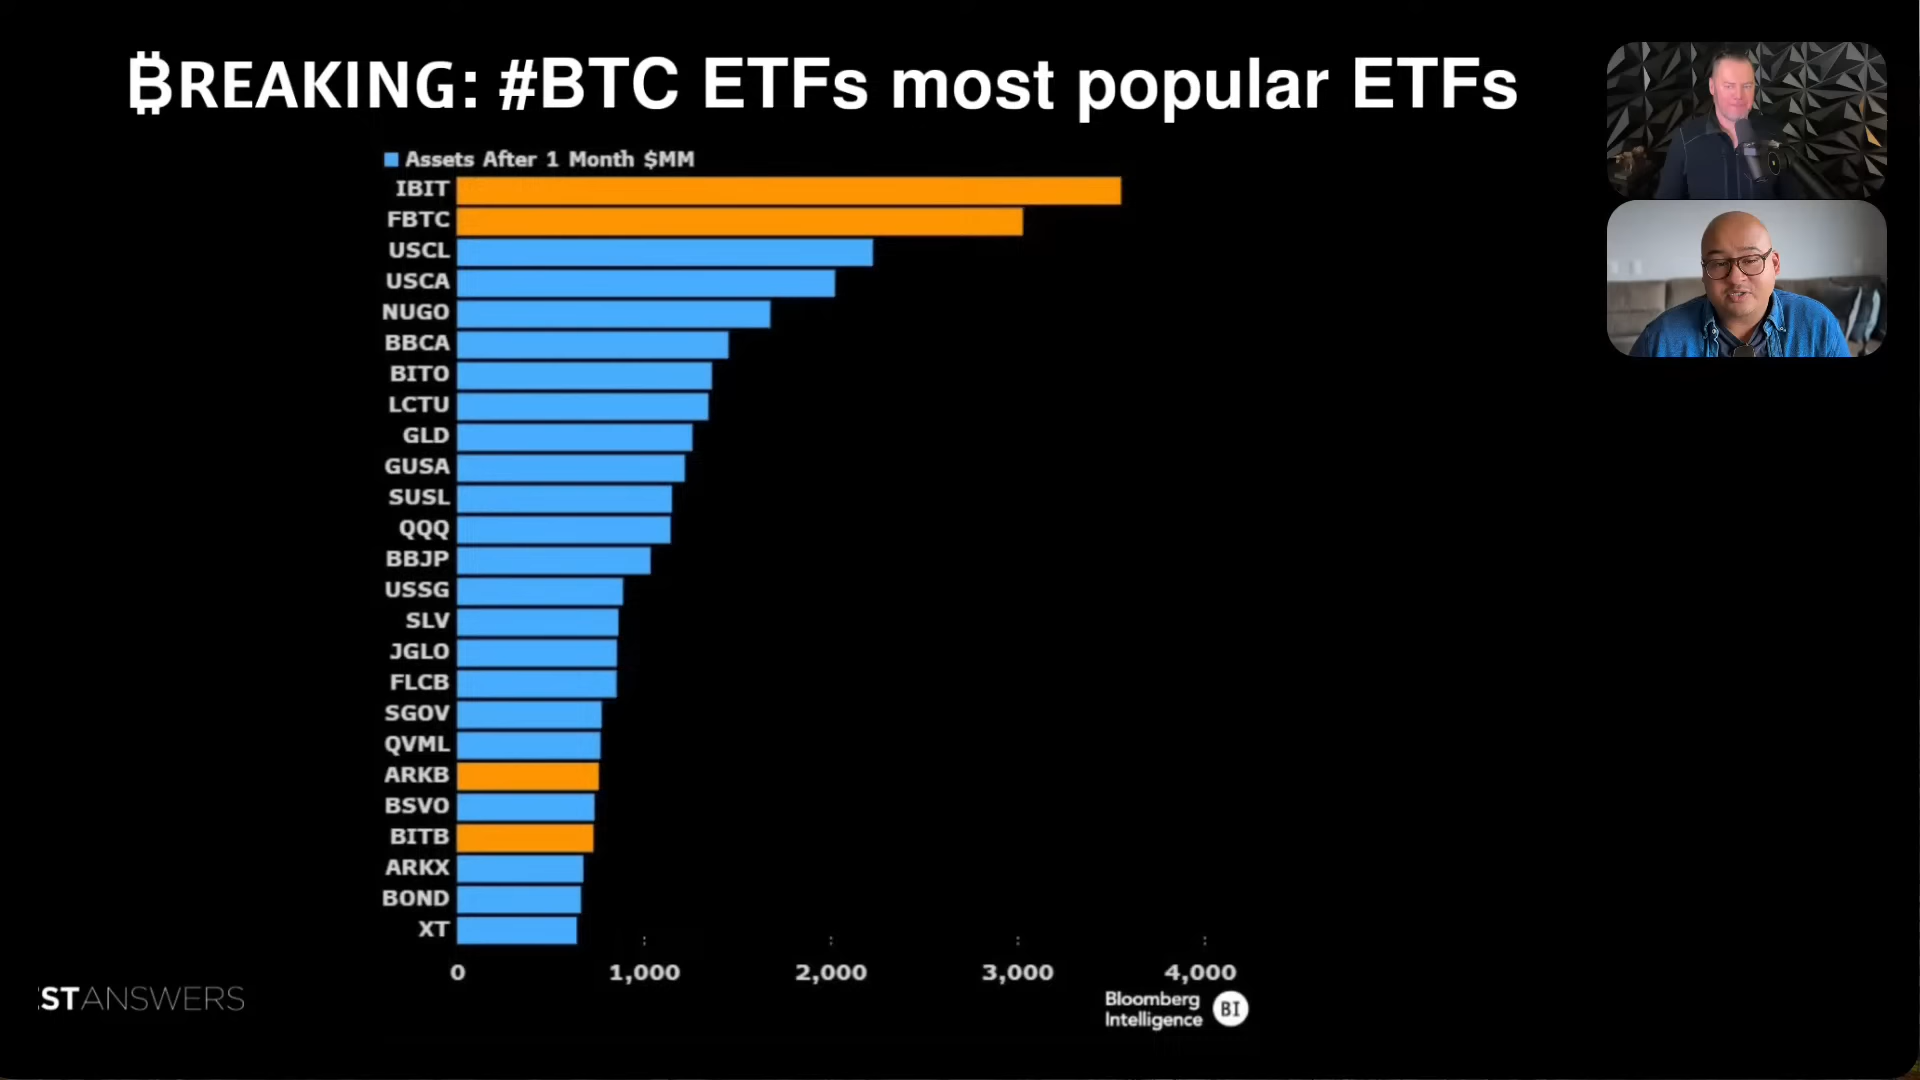 ₿REAKING: #BTC ETFs most popular ETFs
Assets After 1 Month $MM
IBIT
FBTC
USCL
USCA
NUGO
BBCA
BITO
LCTU
GLD
GUSA
SUSL
QQQ
BBJP
USSG
SLV
JGLO
FLCB
SGOV
QVML
ARKB
BSVO
BITB
ARKX
BOND
XT
0 1,000 2,000 3,000 4,000
STANSWERS
Bloomberg
Intelligence
BI